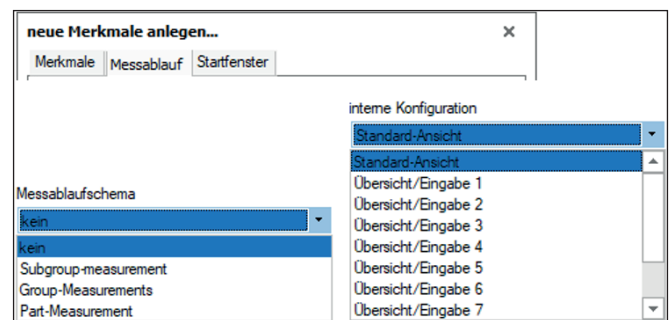 neue Merkmale anlegen...
Merkmale Messablauf Startfenster
interne Konfiguration
Standard-Ansicht
Standard-Ansicht
Übersicht/Eingabe 1
Übersicht/Eingabe 2
Übersicht/Eingabe 3
Übersicht/Eingabe 4
Übersicht/Eingabe 5
Übersicht/Eingabe 6
Übersicht/Eingabe 7
Messablaufschema
kein
kein
Subgroup-measurement
Group-Measurements
Part-Measurement